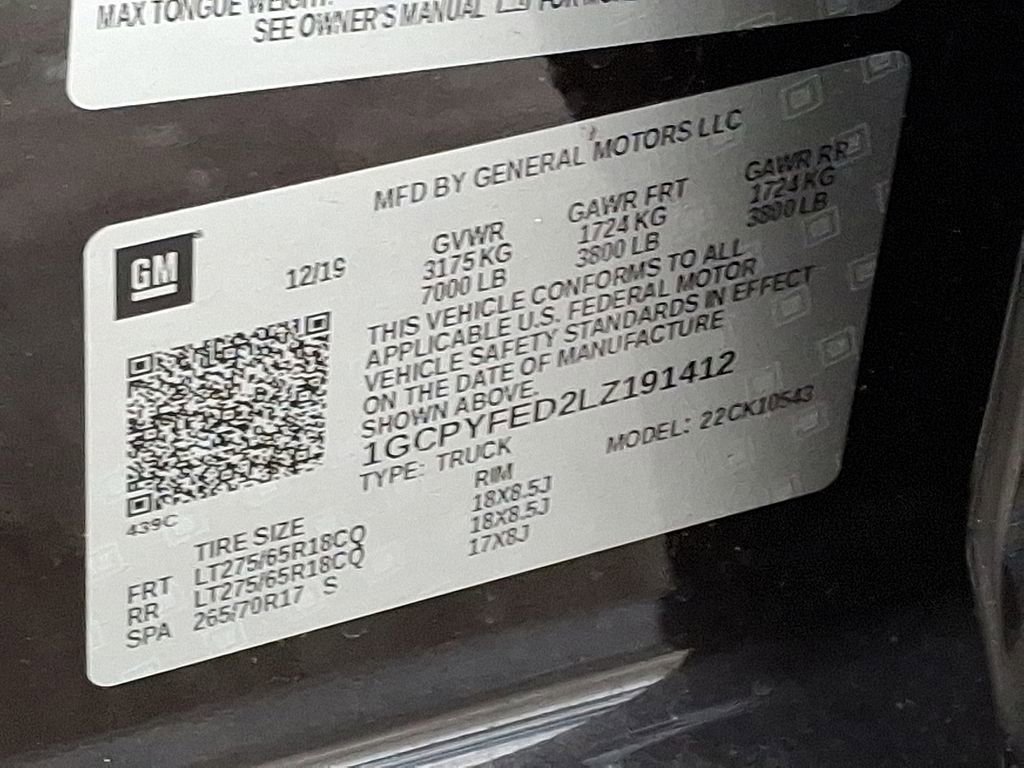 MAX TONGUE WEIGHT:
SEE OWNER'S MANUAL FOR
MFD BY GENERAL MOTORS LLC
GM 12/19
GVWR GAWR FRT GAWR RR
3175 KG 1724 KG 1724 KG
7000 LB 3800 LB 3800 LB
THIS VEHICLE CONFORMS TO ALL
APPLICABLE U.S. FEDERAL MOTOR
VEHICLE SAFETY STANDARDS IN EFFECT
ON THE DATE OF MANUFACTURE
SHOWN ABOVE.
1GCPYFED2LZ191412
TYPE: TRUCK MODEL: 22CK10543
439C
TIRE SIZE RIM
FRT LT275/65R18CQ 18X8.5J
RR LT275/65R18CQ 18X8.5J
SPA 265/70R17 S 17X8J